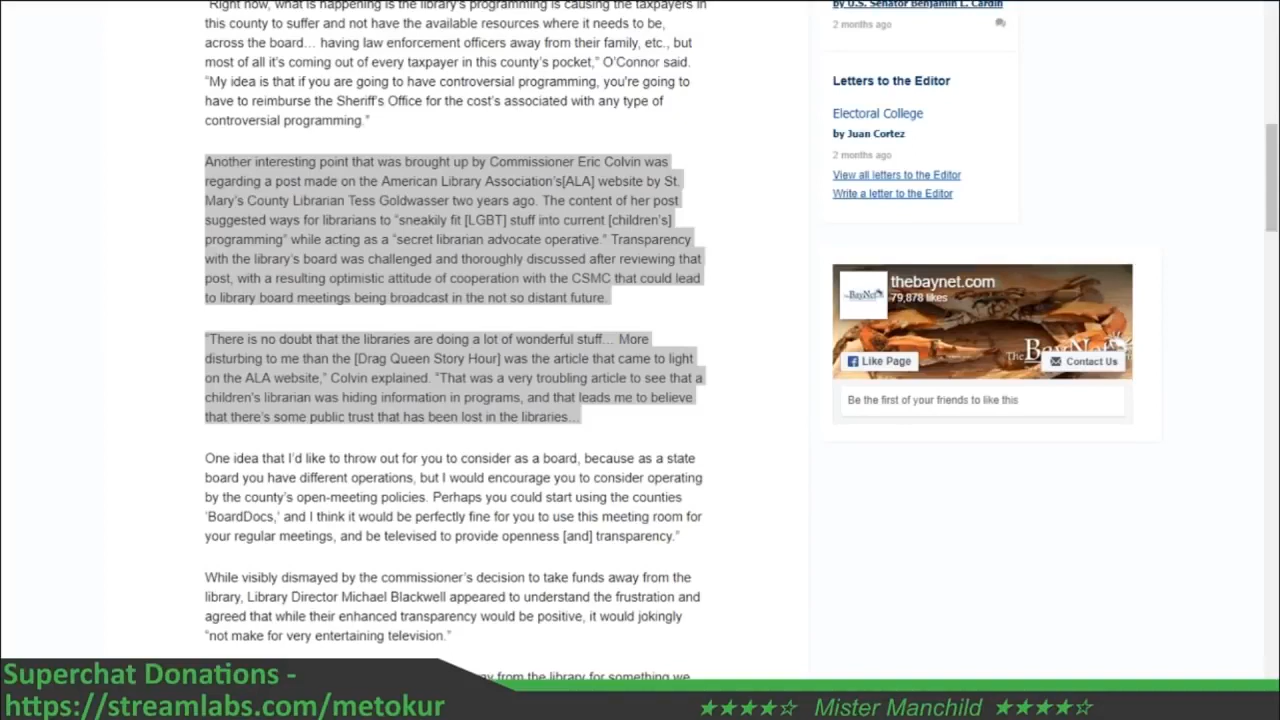 "Right now, what is happening is the library's programming is causing the taxpayers in
this county to suffer and not have the available resources where it needs to be,
across the board… having law enforcement officers away from their family, etc., but
most of all it's coming out of every taxpayer in this county's pocket," O'Connor said.
"My idea is that if you are going to have controversial programming, you're going to
have to reimburse the Sheriff's Office for the cost's associated with any type of
controversial programming."
Another interesting point that was brought up by Commissioner Eric Colvin was
regarding a post made on the American Library Association's[ALA] website by St.
Mary's County Librarian Tess Goldwasser two years ago. The content of her post
suggested ways for librarians to "sneakily fit [LGBT] stuff into current [children's]
programming" while acting as a "secret librarian advocate operative." Transparency
with the library's board was challenged and thoroughly discussed after reviewing that
post, with a resulting optimistic attitude of cooperation with the CSMC that could lead
to library board meetings being broadcast in the not so distant future.
"There is no doubt that the libraries are doing a lot of wonderful stuff… More
disturbing to me than the [Drag Queen Story Hour] was the article that came to light
on the ALA website," Colvin explained. "That was a very troubling article to see that a
children's librarian was hiding information in programs, and that leads me to believe
that there's some public trust that has been lost in the libraries…
One idea that I'd like to throw out for you to consider as a board, because as a state
board you have different operations, but I would encourage you to consider operating
by the county's open-meeting policies. Perhaps you could start using the counties
'BoardDocs,' and I think it would be perfectly fine for you to use this meeting room for
your regular meetings, and be televised to provide openness [and] transparency."
While visibly dismayed by the commissioner's decision to take funds away from the
library, Library Director Michael Blackwell appeared to understand the frustration and
agreed that while their enhanced transparency would be positive, it would jokingly
"not make for very entertaining television."
away from the library for something we
by U.S. Senator Benjamin L. Cardin
2 months ago
Letters to the Editor
Electoral College
by Juan Cortez
2 months ago
View all letters to the Editor
Write a letter to the Editor
The BayNet
thebaynet.com
79,878 likes
The BayNet
Like Page
Contact Us
Be the first of your friends to like this
Superchat Donations -
https://streamlabs.com/metokur
★★★★☆ Mister Manchild ★★★★☆